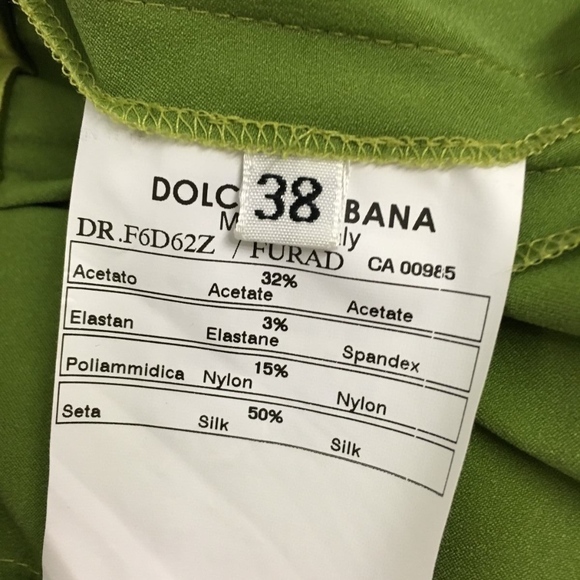 DOLC 38 BANA
M ly
DR.F6D62Z / FURAD CA 00985
32%
Acetato Acetate Acetate
3%
Elastan Elastane Spandex
15%
Poliammidica Nylon Nylon
50%
Seta Silk Silk